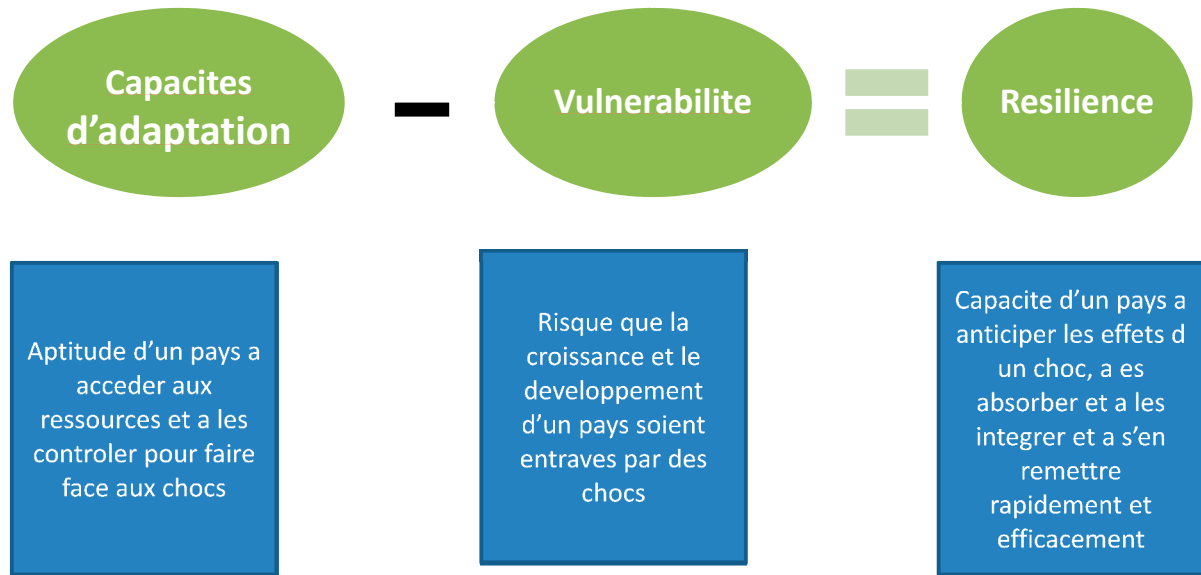 Capacites
d'adaptation
Vulnerabilite
Resilience
Aptitude d'un pays a
acceder aux
ressources et a les
controler pour faire
face aux chocs
Risque que la
croissance et le
developpement
d'un pays soient
entraves par des
chocs
Capacite d'un pays a
anticiper les effets d
un choc, a es
absorber et a les
integrer et a s'en
remettre
rapidement et
efficacement